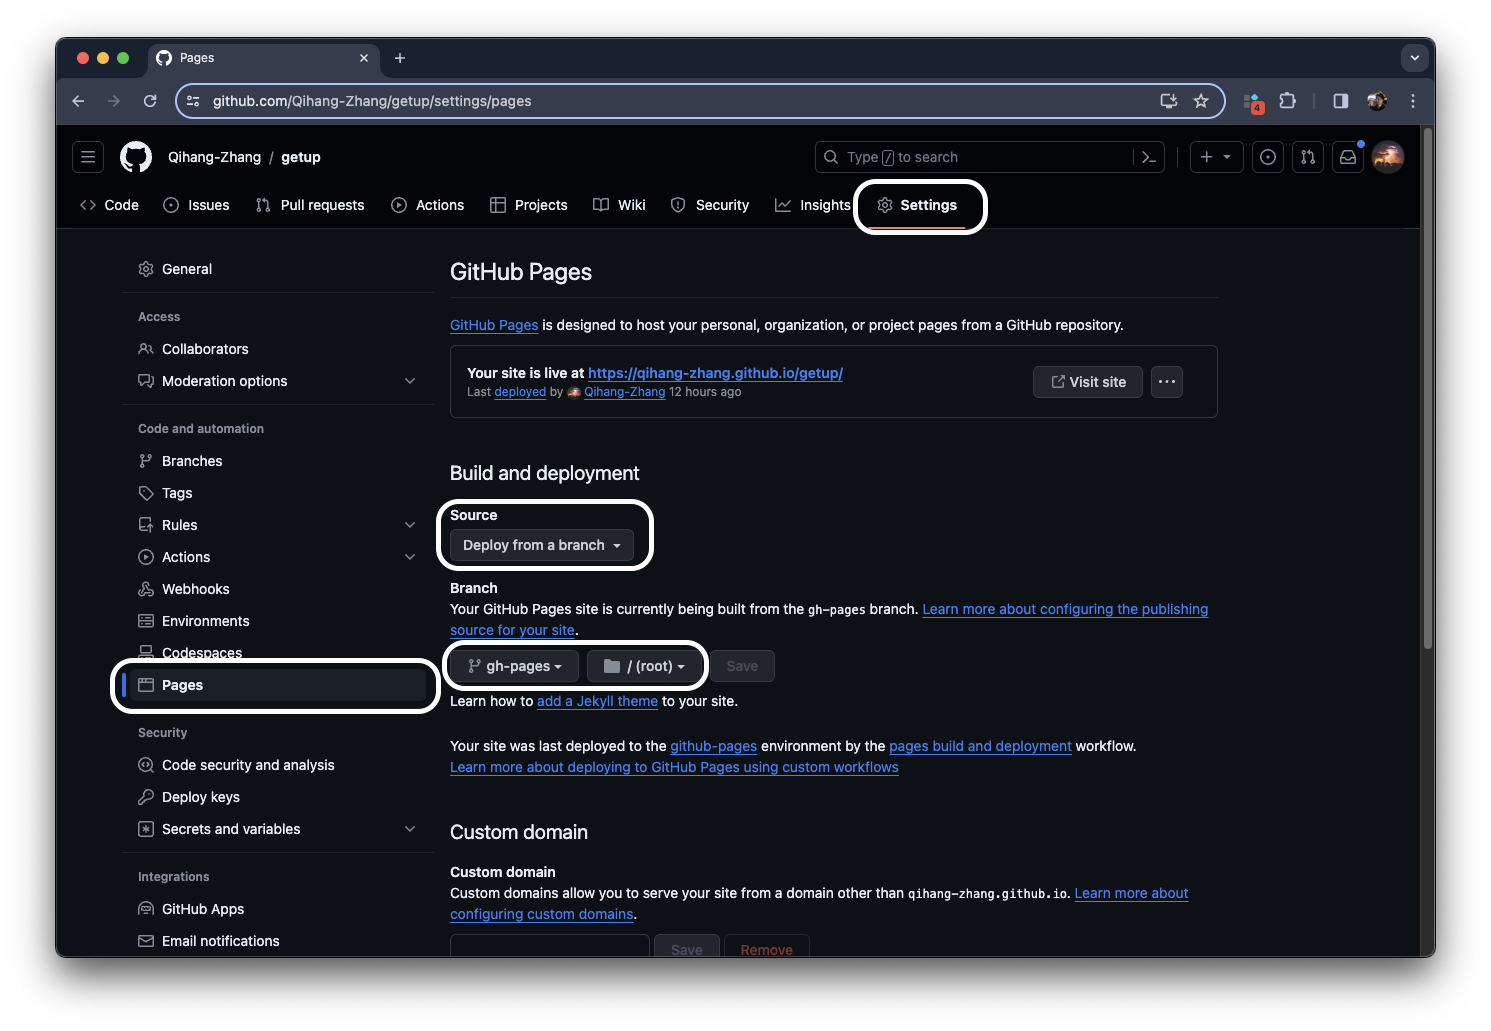 Pages
github.com/Qihang-Zhang/getup/settings/pages
4
Qihang-Zhang / getup
Type / to search
Code
Issues
Pull requests
Actions
Projects
Wiki
Security
Insights
Settings
General
Access
Collaborators
Moderation options
Code and automation
Branches
Tags
Rules
Actions
Webhooks
Environments
Codespaces
Pages
Security
Code security and analysis
Deploy keys
Secrets and variables
Integrations
GitHub Apps
Email notifications
GitHub Pages
GitHub Pages is designed to host your personal, organization, or project pages from a GitHub repository.
Your site is live at https://qihang-zhang.github.io/getup/
Last deployed by Qihang-Zhang 12 hours ago
Visit site
Build and deployment
Source
Deploy from a branch
Branch
Your GitHub Pages site is currently being built from the gh-pages branch. Learn more about configuring the publishing
source for your site.
gh-pages
/ (root)
Save
Learn how to add a Jekyll theme to your site.
Your site was last deployed to the github-pages environment by the pages build and deployment workflow.
Learn more about deploying to GitHub Pages using custom workflows
Custom domain
Custom domain
Custom domains allow you to serve your site from a domain other than qihang-zhang.github.io. Learn more about
configuring custom domains.
Save
Remove